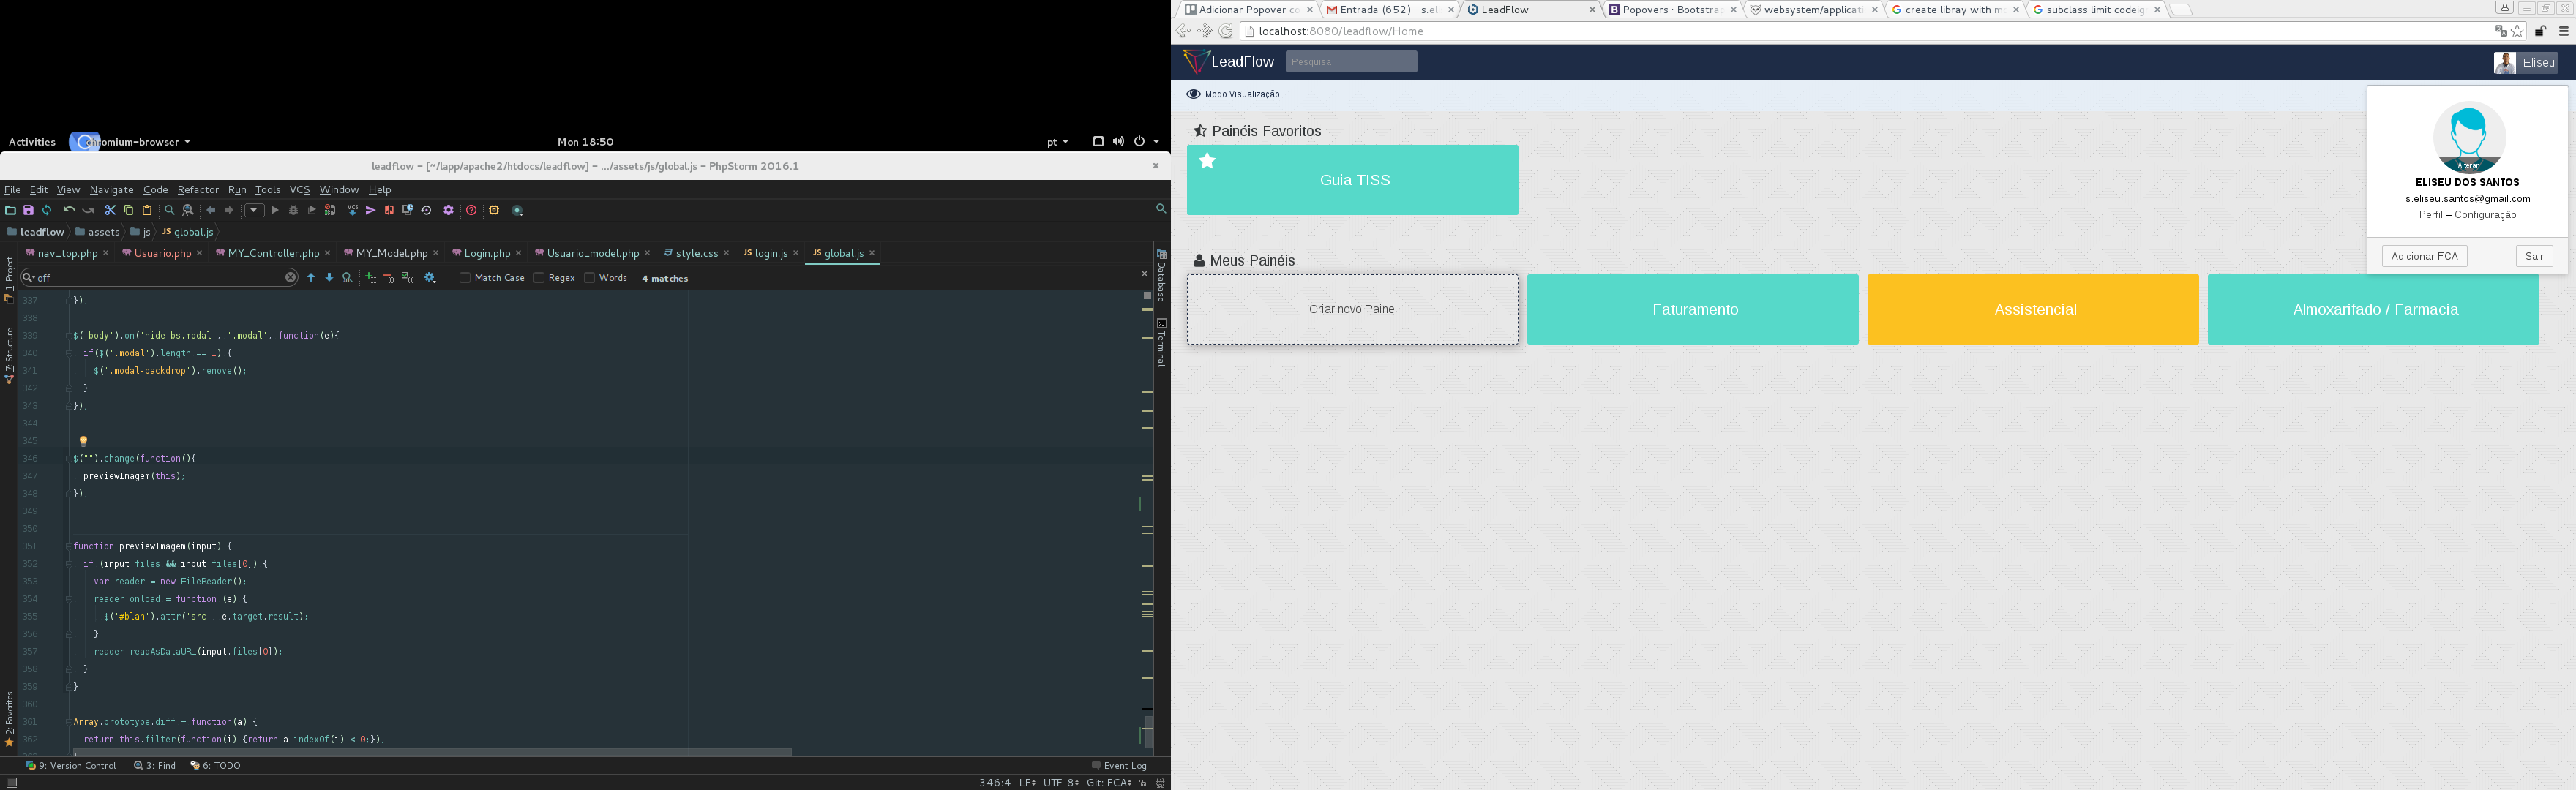 Activities chromium-browser Mon 18:50 pt
leadflow – [~/lapp/apache2/htdocs/leadflow] – .../assets/js/global.js – PhpStorm 2016.1
File Edit View Navigate Code Refactor Run Tools VCS Window Help
leadflow assets js global.js
nav_top.php Usuario.php MY_Controller.php MY_Model.php Login.php Usuario_model.php style.css login.js global.js
off Match Case Regex Words 4 matches
1: Project
7: Structure
2: Favorites
Database
Terminal
337 });
338
339 $('body').on('hide.bs.modal', '.modal', function(e){
340 if($('.modal').length == 1) {
341 $('.modal-backdrop').remove();
342 }
343 });
344
345
346 $("").change(function(){
347 previewImagem(this);
348 });
349
350
351 function previewImagem(input) {
352 if (input.files && input.files[0]) {
353 var reader = new FileReader();
354 reader.onload = function (e) {
355 $('#blah').attr('src', e.target.result);
356 }
357 reader.readAsDataURL(input.files[0]);
358 }
359 }
360
361 Array.prototype.diff = function(a) {
362 return this.filter(function(i) {return a.indexOf(i) < 0;});
9: Version Control 3: Find 6: TODO Event Log
346:4 LF UTF-8 Git: FCA
Adicionar Popover co Entrada (652) - s.el LeadFlow Popovers · Bootstrap websystem/applicati create libray with m subclass limit codeig
localhost:8080/leadflow/Home
LeadFlow Pesquisa Eliseu
Modo Visualização
Painéis Favoritos
Guia TISS
Alterar
ELISEU DOS SANTOS
s.eliseu.santos@gmail.com
Perfil – Configuração
Adicionar FCA Sair
Meus Painéis
Criar novo Painel Faturamento Assistencial Almoxarifado / Farmacia